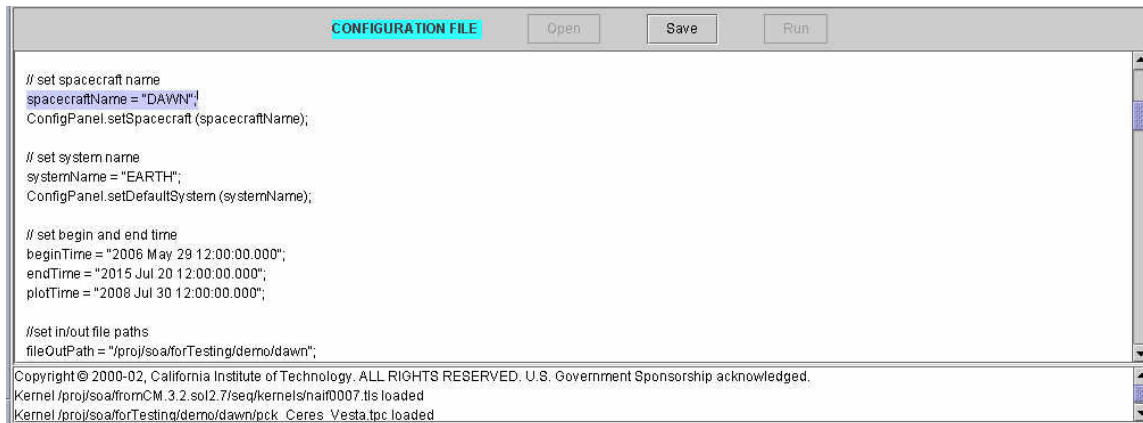 CONFIGURATION FILE Open Save Run
// set spacecraft name
spacecraftName = "DAWN";
ConfigPanel.setSpacecraft (spacecraftName);
// set system name
systemName = "EARTH";
ConfigPanel.setDefaultSystem (systemName);
// set begin and end time
beginTime = "2006 May 29 12:00:00.000";
endTime = "2015 Jul 20 12:00:00.000";
plotTime = "2008 Jul 30 12:00:00.000";
//set in/out file paths
fileOutPath = "/proj/soa/forTesting/demo/dawn";
Copyright © 2000-02, California Institute of Technology. ALL RIGHTS RESERVED. U.S. Government Sponsorship acknowledged.
Kernel /proj/soa/fromCM.3.2.sol2.7/seq/kernels/naif0007.tls loaded
Kernel /proj/soa/forTesting/demo/dawn/pck_Ceres_Vesta.tpc loaded